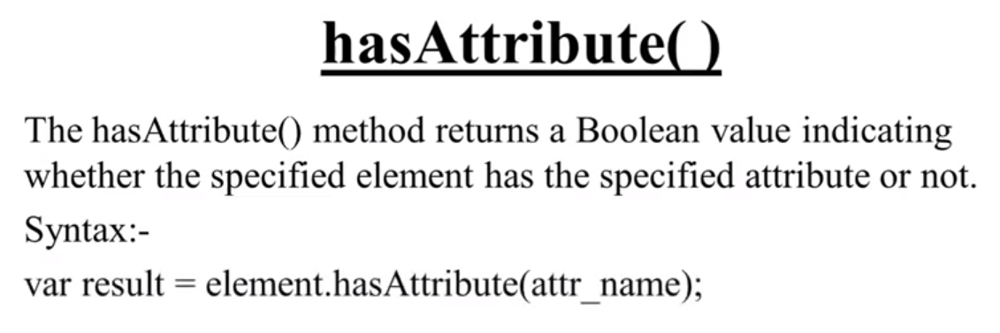 hasAttribute( )
The hasAttribute() method returns a Boolean value indicating
whether the specified element has the specified attribute or not.
Syntax:-
var result = element.hasAttribute(attr_name);